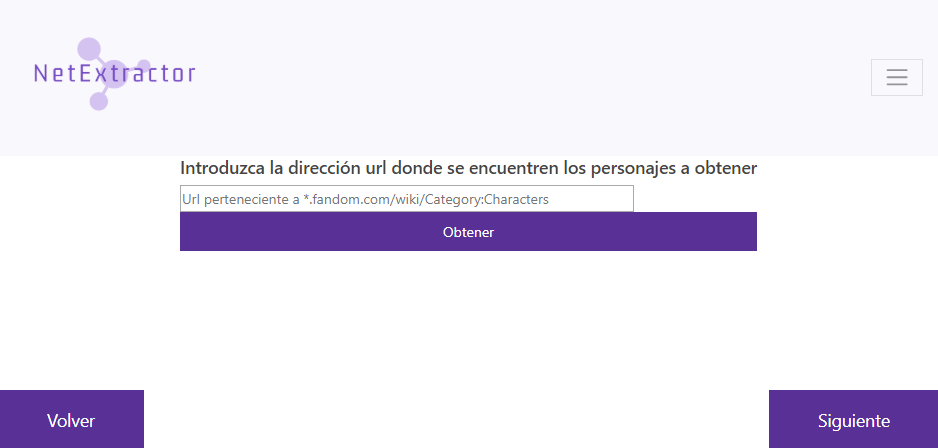 NetExtractor
Introduzca la dirección url donde se encuentren los personajes a obtener
Url perteneciente a *.fandom.com/wiki/Category:Characters
Obtener
Volver
Siguiente